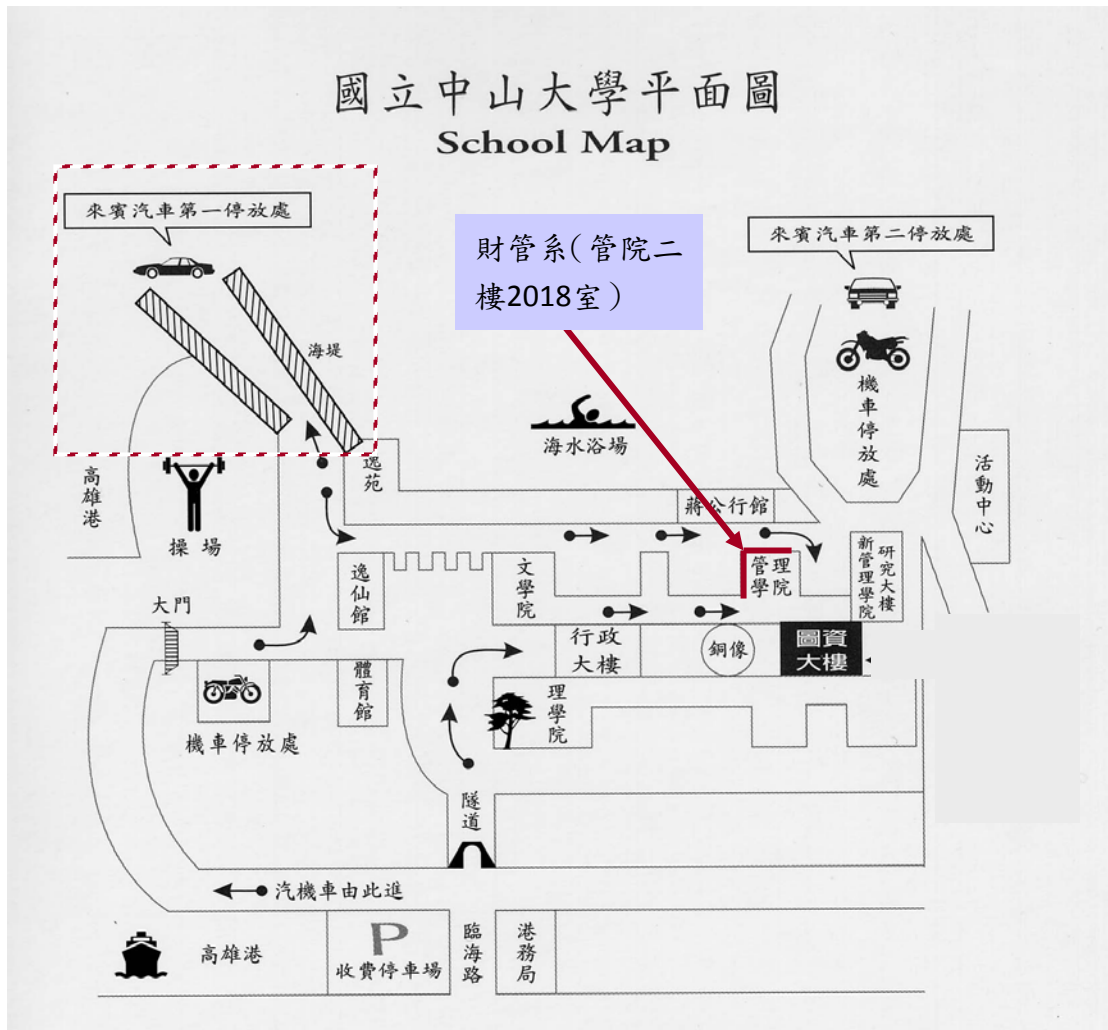 國立中山大學平面圖
School Map
來賓汽車第一停放處
財管系(管院二
樓2018室)
來賓汽車第二停放處
海堤
機車停放處
海水浴場
逸苑
高雄港
操場
蔣公行館
活動中心
逸仙館
文學院
管理
學院
研究大樓
新管理學院
大門
行政
大樓
銅像
圖資
大樓
體育館
理學院
機車停放處
隧道
汽機車由此進
高雄港
P
收費停車場
臨海路
港務局